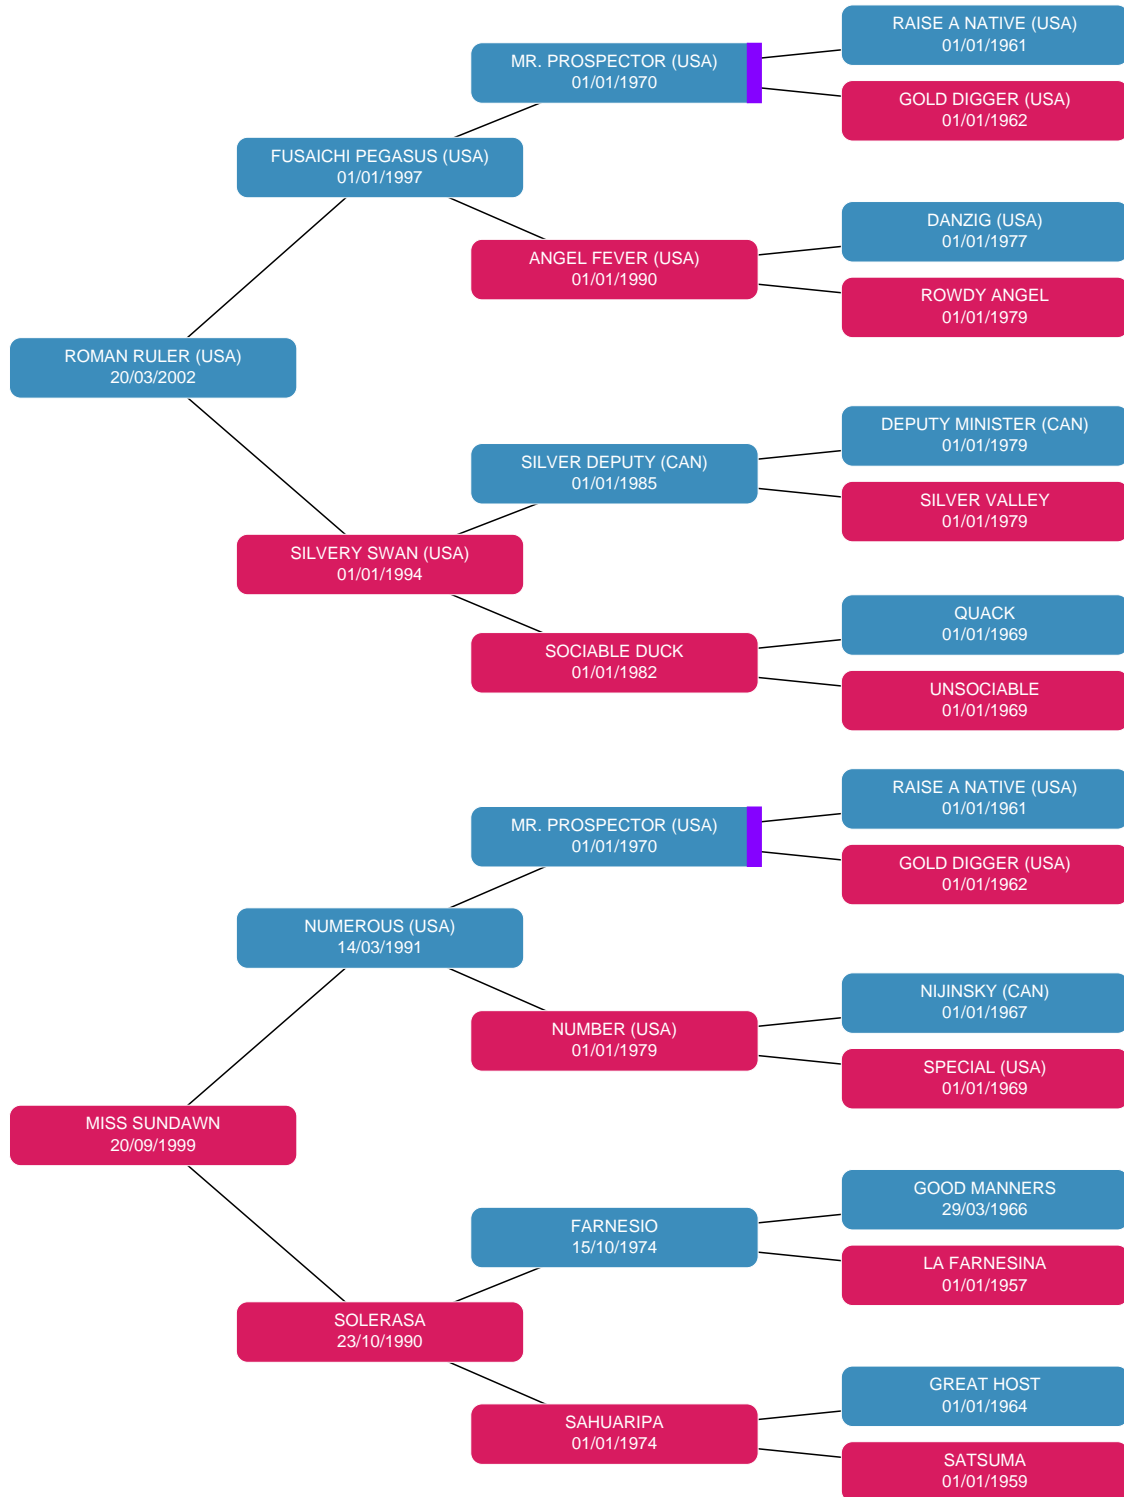 RAISE A NATIVE (USA)
01/01/1961
MR. PROSPECTOR (USA)
01/01/1970
GOLD DIGGER (USA)
01/01/1962
FUSAICHI PEGASUS (USA)
01/01/1997
DANZIG (USA)
01/01/1977
ANGEL FEVER (USA)
01/01/1990
ROWDY ANGEL
01/01/1979
ROMAN RULER (USA)
20/03/2002
DEPUTY MINISTER (CAN)
01/01/1979
SILVER DEPUTY (CAN)
01/01/1985
SILVER VALLEY
01/01/1979
SILVERY SWAN (USA)
01/01/1994
QUACK
01/01/1969
SOCIABLE DUCK
01/01/1982
UNSOCIABLE
01/01/1969
RAISE A NATIVE (USA)
01/01/1961
MR. PROSPECTOR (USA)
01/01/1970
GOLD DIGGER (USA)
01/01/1962
NUMEROUS (USA)
14/03/1991
NIJINSKY (CAN)
01/01/1967
NUMBER (USA)
01/01/1979
SPECIAL (USA)
01/01/1969
MISS SUNDAWN
20/09/1999
GOOD MANNERS
29/03/1966
FARNESIO
15/10/1974
LA FARNESINA
01/01/1957
SOLERASA
23/10/1990
GREAT HOST
01/01/1964
SAHUARIPA
01/01/1974
SATSUMA
01/01/1959